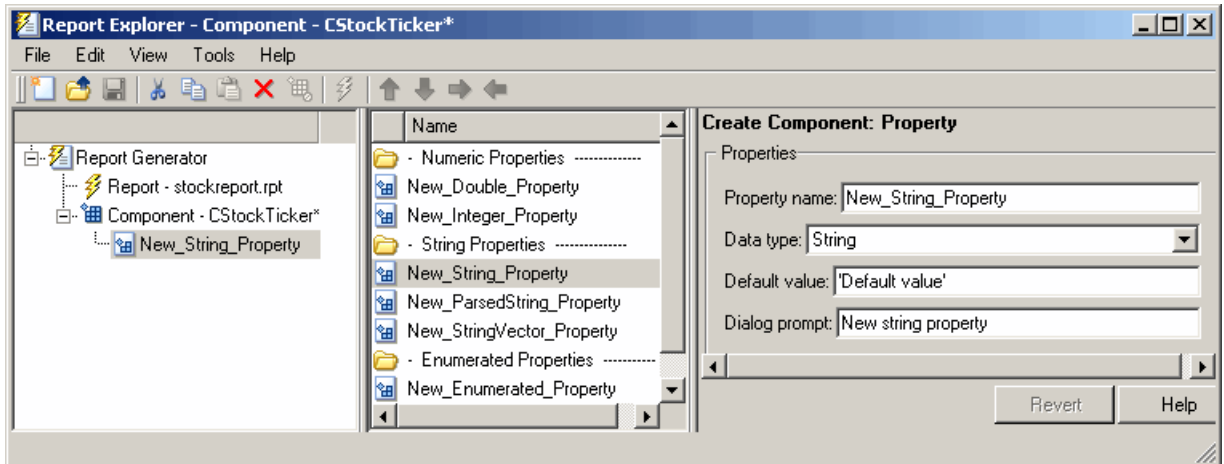 Report Explorer - Component - CStockTicker*
File Edit View Tools Help
Report Generator
Report - stockreport.rpt
Component - CStockTicker*
New_String_Property
Name
- Numeric Properties -------------
New_Double_Property
New_Integer_Property
- String Properties --------------
New_String_Property
New_ParsedString_Property
New_StringVector_Property
- Enumerated Properties ----------
New_Enumerated_Property
Create Component: Property
Properties
Property name: New_String_Property
Data type: String
Default value: 'Default value'
Dialog prompt: New string property
Revert Help